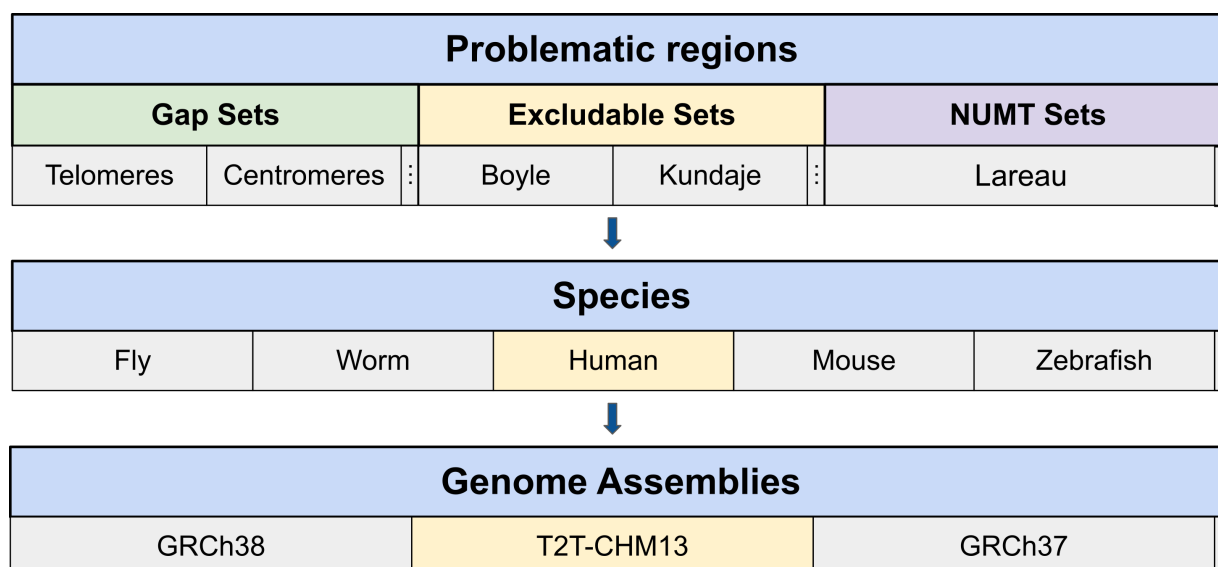 Problematic regions
Gap Sets Excludable Sets NUMT Sets
Telomeres Centromeres ⋮ Boyle Kundaje ⋮ Lareau
Species
Fly Worm Human Mouse Zebrafish
Genome Assemblies
GRCh38 T2T-CHM13 GRCh37